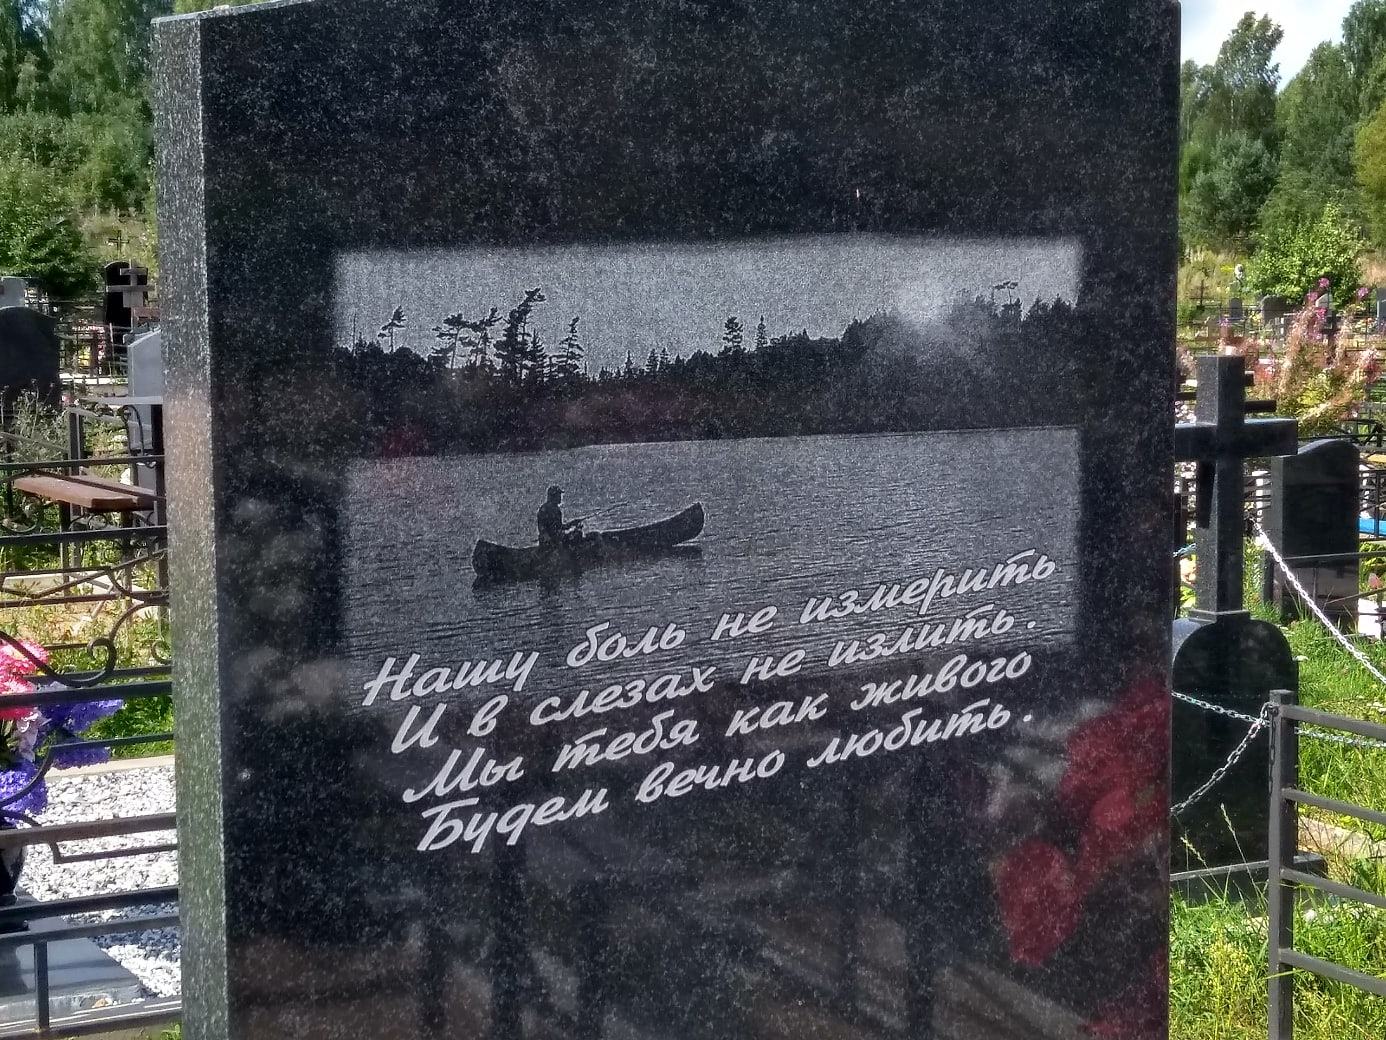 Нашу боль не измерить
И в слезах не излить.
Мы тебя как живого
Будем вечно любить.